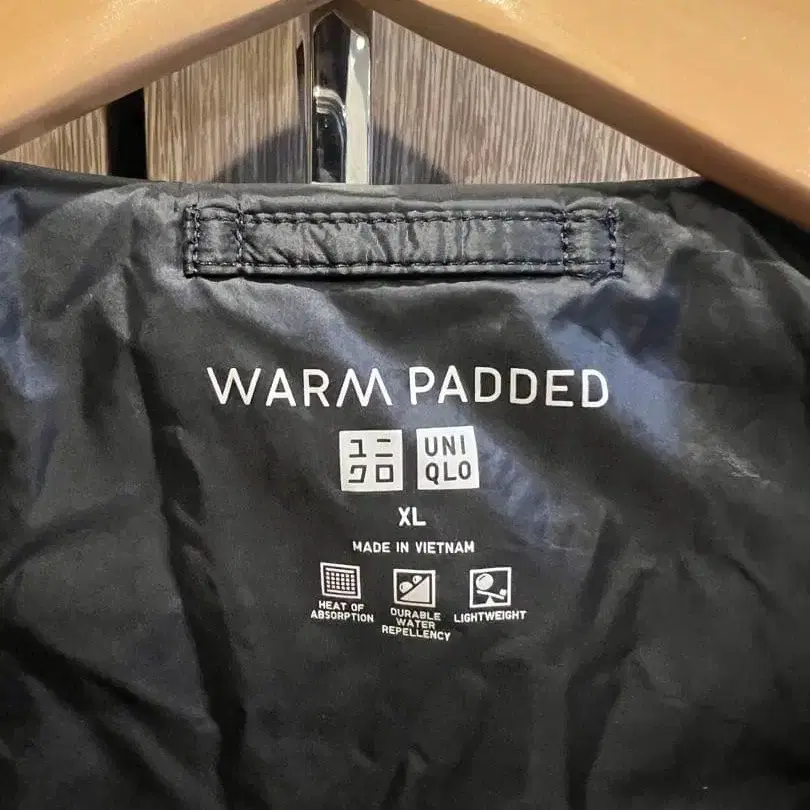 WARM PADDED
ユニ UNI
クロ QLO
XL
MADE IN VIETNAM
HEAT OF
ABSORPTION
DURABLE
WATER
REPELLENCY
LIGHTWEIGHT